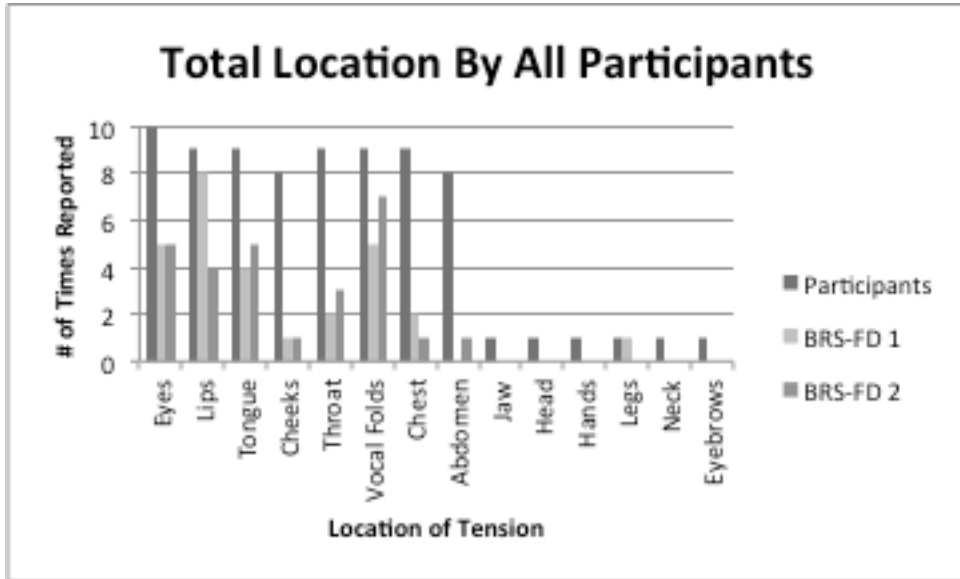 Total Location By All Participants
# of Times Reported
10
8
6
4
2
0
Eyes
Lips
Tongue
Cheeks
Throat
Vocal Folds
Chest
Abdomen
Jaw
Head
Hands
Legs
Neck
Eyebrows
Location of Tension
Participants
BRS-FD 1
BRS-FD 2